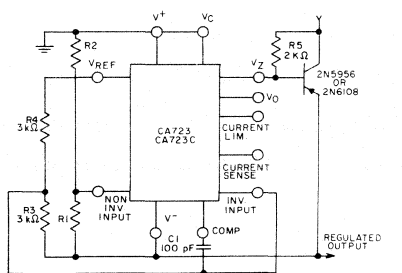 V+
VC
Y
R2
R5
2KΩ
VREF
VZ
2N5956
OR
2N6108
VO
R4
3kΩ
CA723
CA723C
CURRENT
LIM.
CURRENT
SENSE
R3
3kΩ
R1
NON
INV
INPUT
V-
COMP
INV.
INPUT
C1
100 pF
REGULATED
OUTPUT